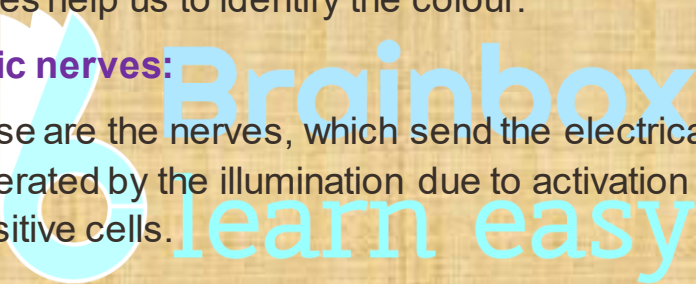 es help us to identify the colour.
ic nerves:
se are the nerves, which send the electrica
erated by the illumination due to activation
sitive cells.
Brainbox
learn easy